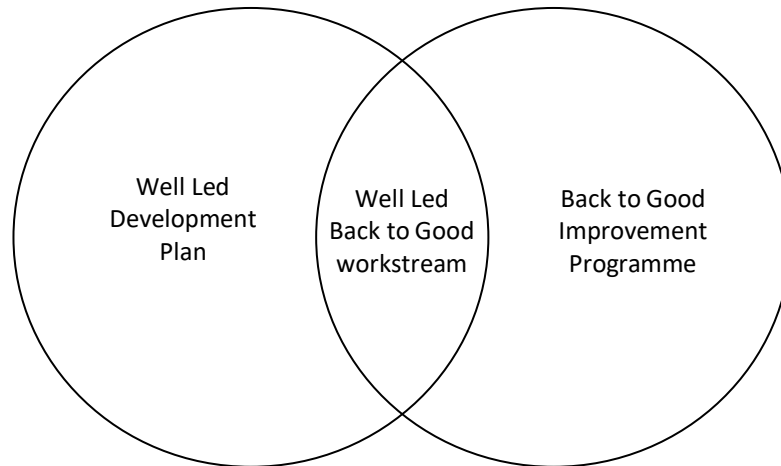 Well Led
Development
Plan
Well Led
Back to Good
workstream
Back to Good
Improvement
Programme